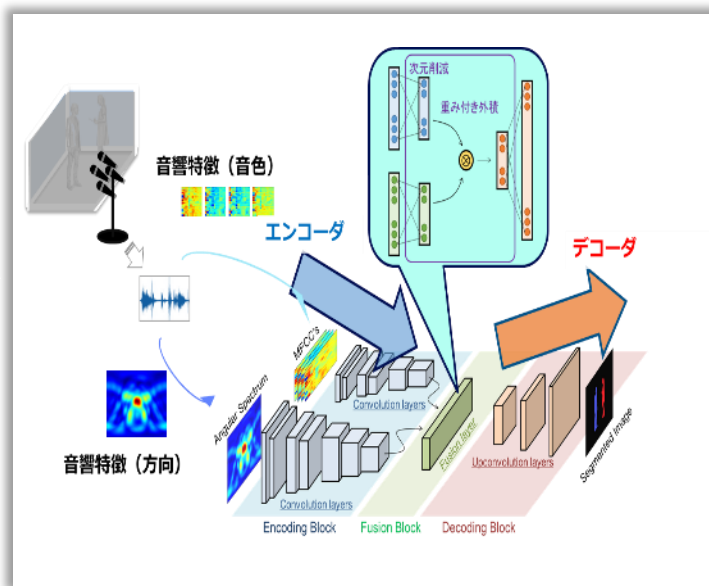 次元削減
重み付き外積
音響特徴（音色）
エンコーダ
デコーダ
MFCC's
Angular Spectrum
Convolution layers
Convolution layers
Fusion layer
Upconvolution layers
Segmented Image
音響特徴（方向）
Encoding Block
Fusion Block
Decoding Block